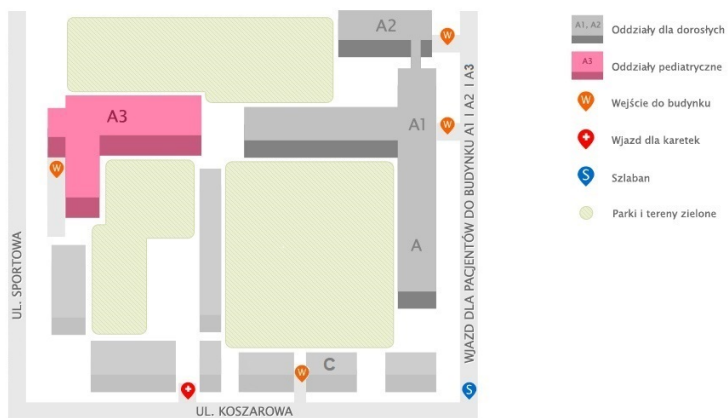 A2
W
A3
A1
W
W
A
C
W
S
UL. SPORTOWA
UL. KOSZAROWA
WJAZD DLA PACJENTÓW DO BUDYNKU A1 I A2 I A3
A1, A2
Oddziały dla dorosłych
A3
Oddziały pediatryczne
W
Wejście do budynku
Wjazd dla karetek
S
Szlaban
Parki i tereny zielone